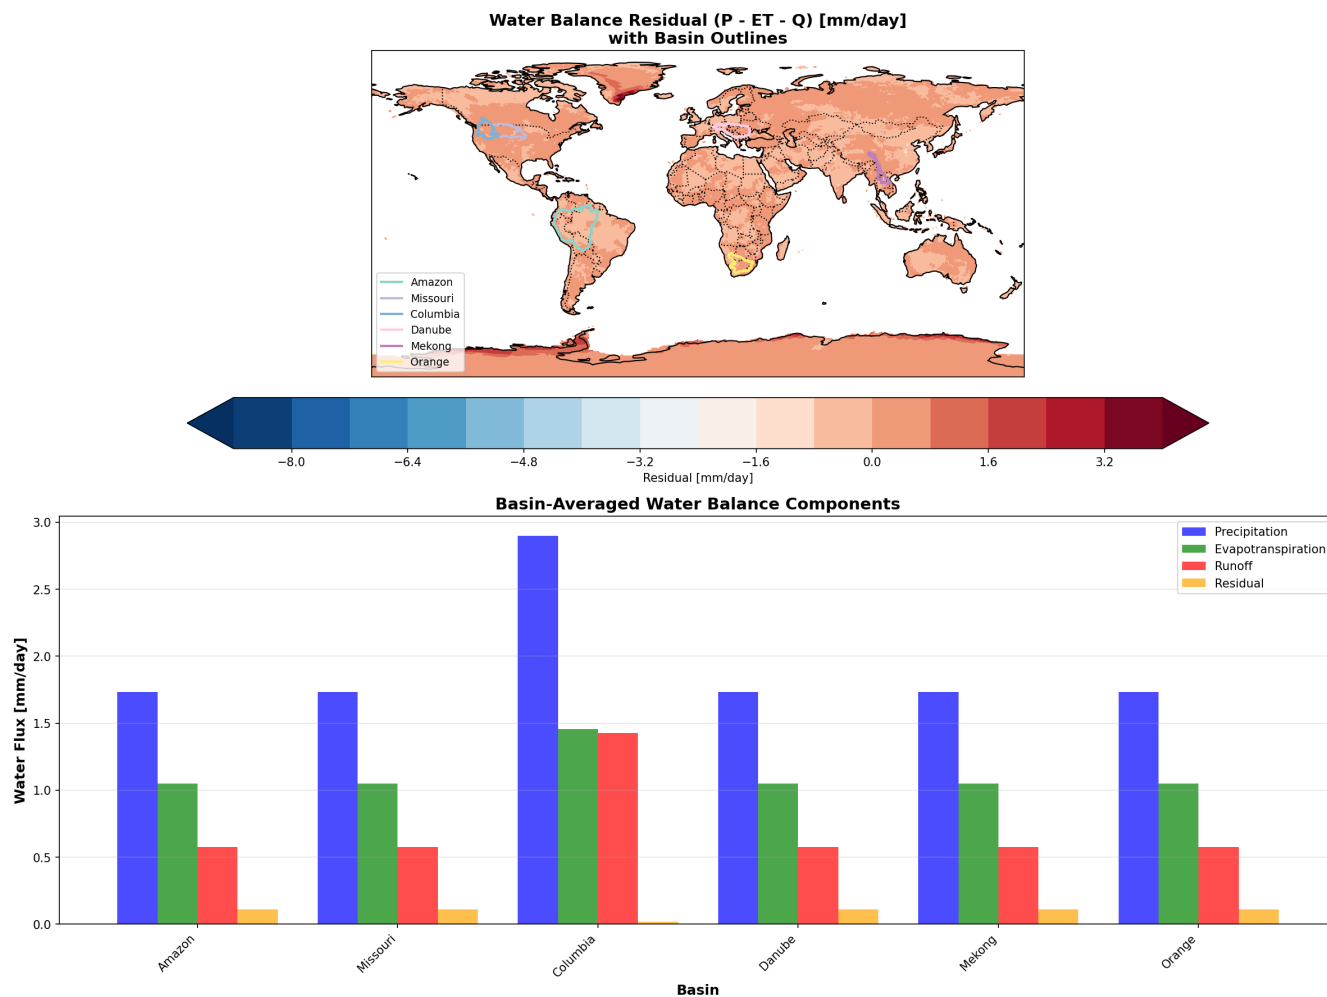 Water Balance Residual (P - ET - Q) [mm/day]
with Basin Outlines
Amazon
Missouri
Columbia
Danube
Mekong
Orange
−8.0 −6.4 −4.8 −3.2 −1.6 0.0 1.6 3.2
Residual [mm/day]
Basin-Averaged Water Balance Components
Water Flux [mm/day]
3.0
2.5
2.0
1.5
1.0
0.5
0.0
Precipitation
Evapotranspiration
Runoff
Residual
Amazon Missouri Columbia Danube Mekong Orange
Basin